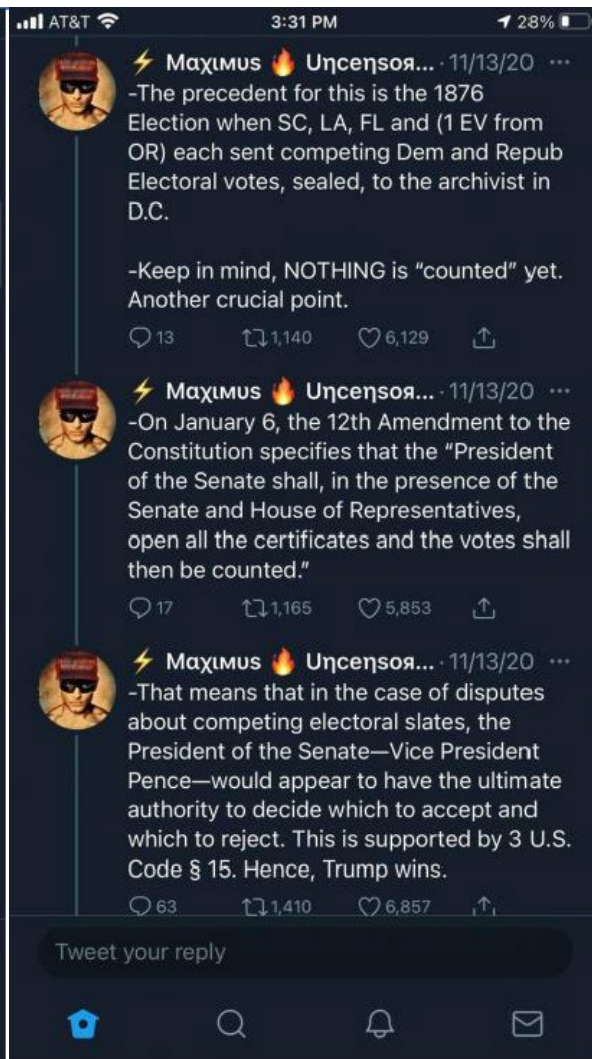 AT&T 3:31 PM 28%
⚡ Mαχιмυѕ 🔥 Uηceηsoя... · 11/13/20 ···
-The precedent for this is the 1876
Election when SC, LA, FL and (1 EV from
OR) each sent competing Dem and Repub
Electoral votes, sealed, to the archivist in
D.C.
-Keep in mind, NOTHING is “counted” yet.
Another crucial point.
13 1,140 6,129
⚡ Mαχιмυѕ 🔥 Uηceηsoя... · 11/13/20 ···
-On January 6, the 12th Amendment to the
Constitution specifies that the “President
of the Senate shall, in the presence of the
Senate and House of Representatives,
open all the certificates and the votes shall
then be counted.”
17 1,165 5,853
⚡ Mαχιмυѕ 🔥 Uηceηsoя... · 11/13/20 ···
-That means that in the case of disputes
about competing electoral slates, the
President of the Senate—Vice President
Pence—would appear to have the ultimate
authority to decide which to accept and
which to reject. This is supported by 3 U.S.
Code § 15. Hence, Trump wins.
63 1,410 6,857
Tweet your reply